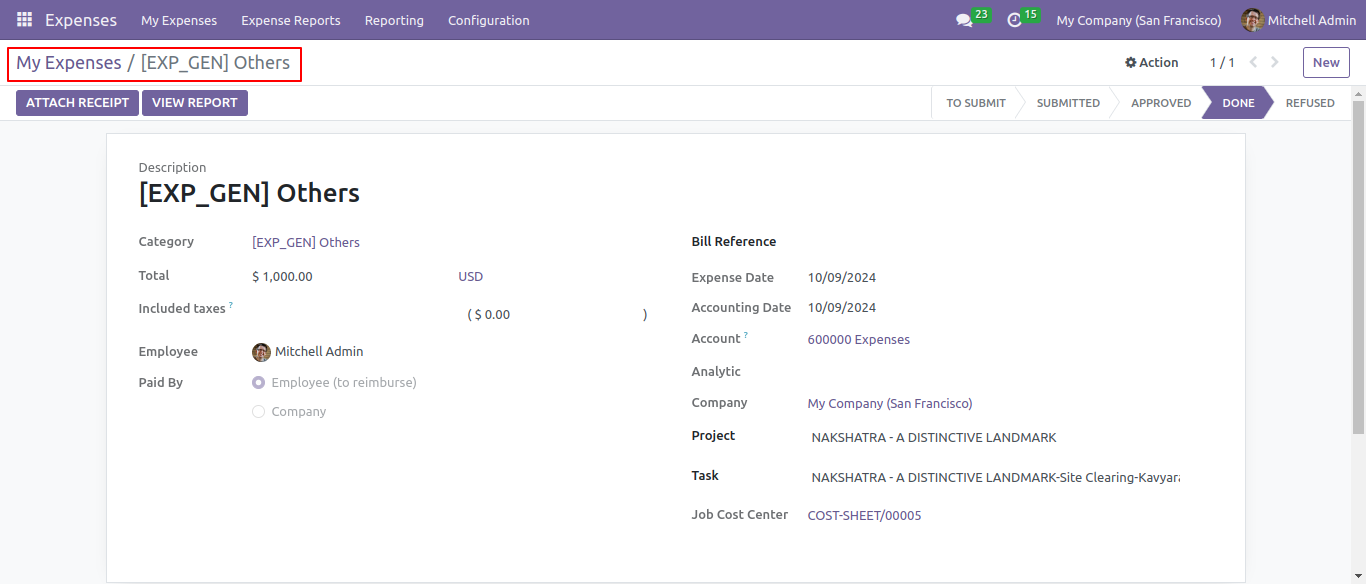 Expenses My Expenses Expense Reports Reporting Configuration 23 15 My Company (San Francisco) Mitchell Admin
My Expenses / [EXP_GEN] Others Action 1 / 1 New
ATTACH RECEIPT VIEW REPORT TO SUBMIT SUBMITTED APPROVED DONE REFUSED
Description
[EXP_GEN] Others
Category [EXP_GEN] Others
Total $ 1,000.00 USD
Included taxes ? ( $ 0.00 )
Employee Mitchell Admin
Paid By Employee (to reimburse)
Company
Bill Reference
Expense Date 10/09/2024
Accounting Date 10/09/2024
Account ? 600000 Expenses
Analytic
Company My Company (San Francisco)
Project NAKSHATRA - A DISTINCTIVE LANDMARK
Task NAKSHATRA - A DISTINCTIVE LANDMARK-Site Clearing-
Job Cost Center COST-SHEET/00005